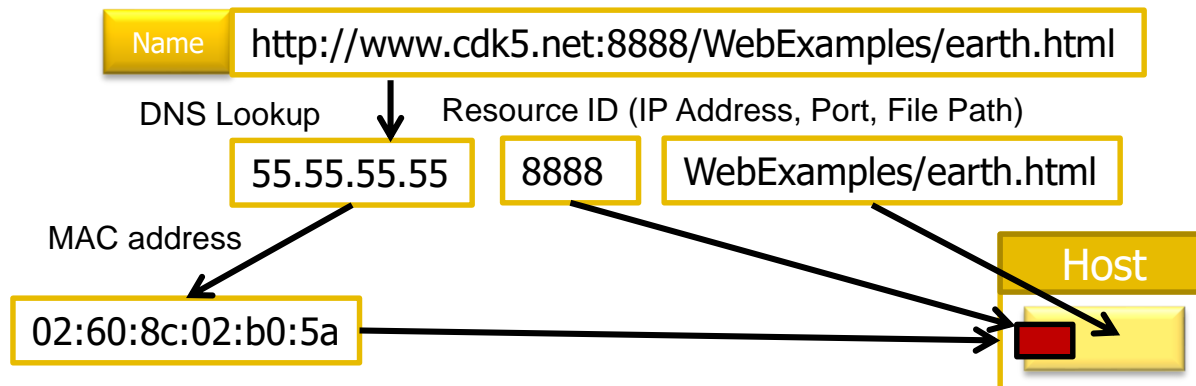 Name http://www.cdk5.net:8888/WebExamples/earth.html
DNS Lookup Resource ID (IP Address, Port, File Path)
55.55.55.55 8888 WebExamples/earth.html
MAC address
Host
02:60:8c:02:b0:5a